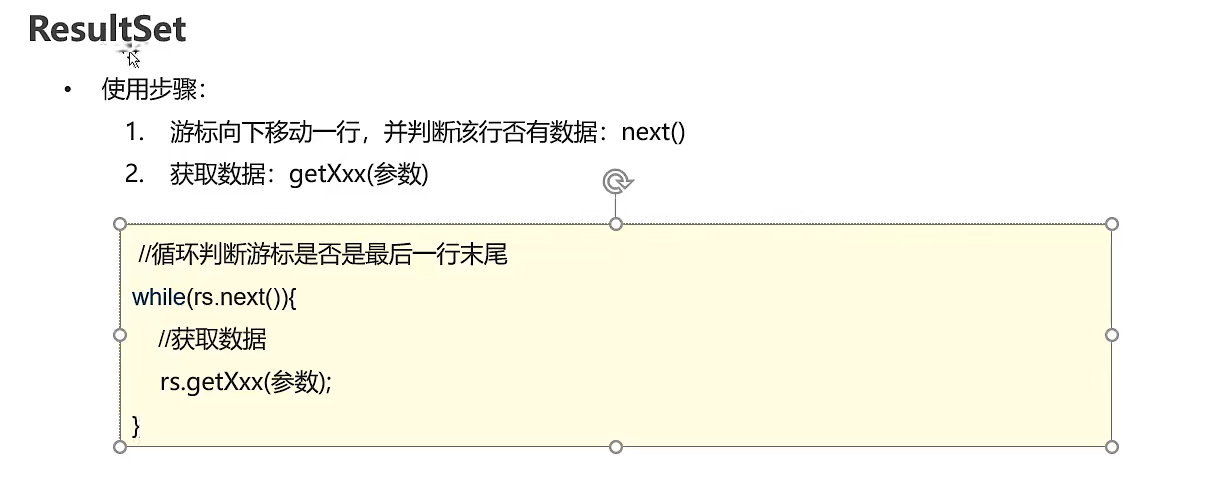 ResultSet
• 使用步骤：
1. 游标向下移动一行，并判断该行否有数据：next()
2. 获取数据：getXxx(参数)
//循环判断游标是否是最后一行末尾
while(rs.next()){
//获取数据
rs.getXxx(参数);
}